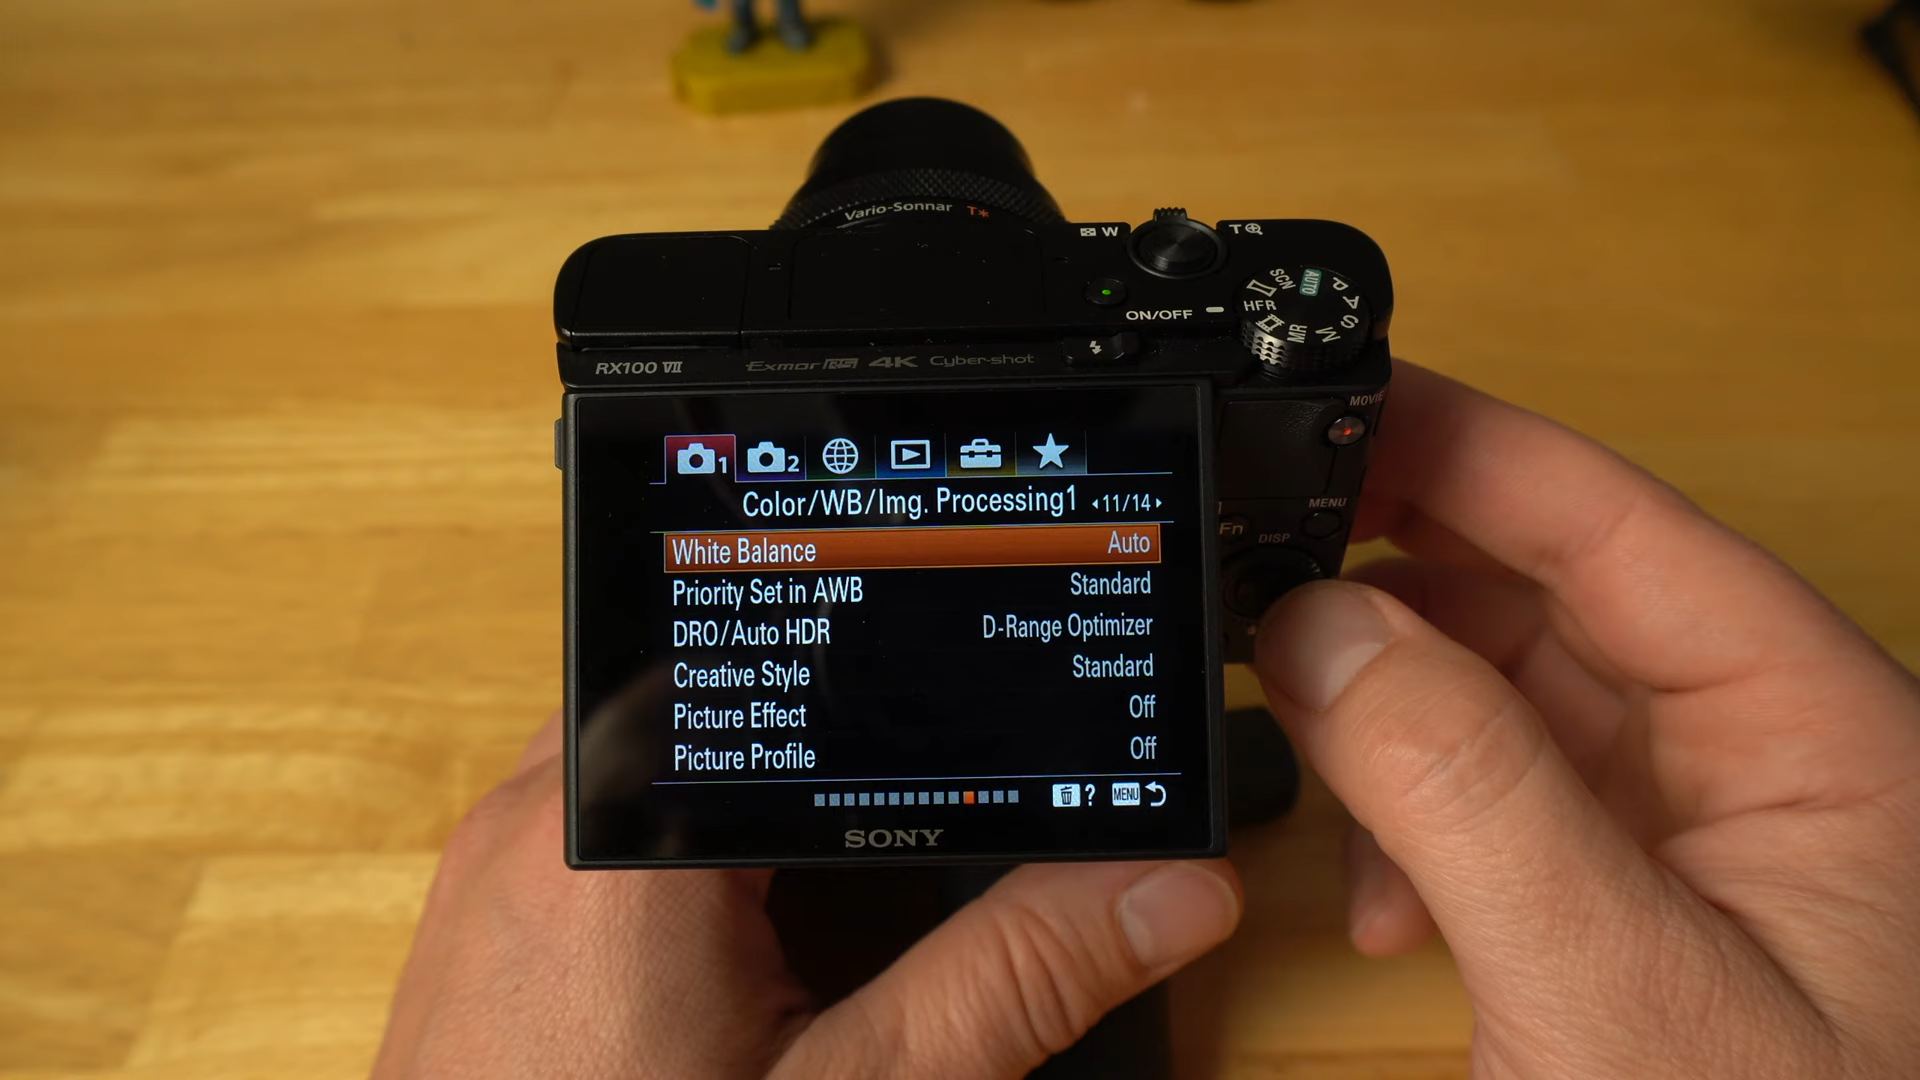 Vario-Sonnar T*
W
T
ON/OFF
SCN
AUTO
P
A
S
M
MR
HFR
RX100 VII
Exmor RS 4K Cyber-shot
MOVIE
1 2
Color/WB/Img. Processing1 11/14
White Balance Auto
Priority Set in AWB Standard
DRO/Auto HDR D-Range Optimizer
Creative Style Standard
Picture Effect Off
Picture Profile Off
? MENU
SONY
MENU
Fn
DISP